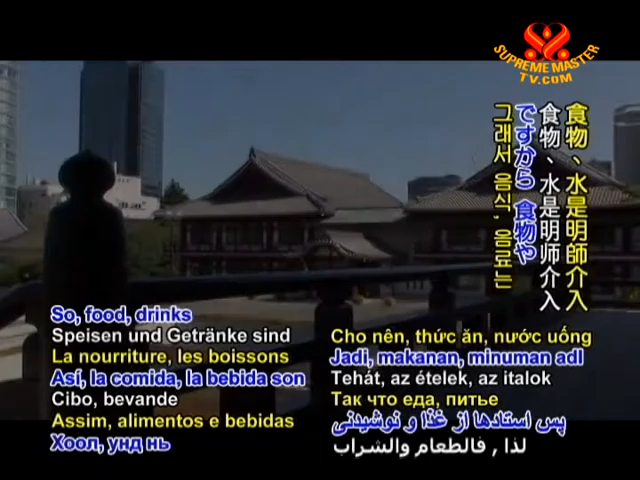 SUPREME MASTER
TV.COM
食物、水是明師介入
食物、水是明师介入
ですから 食物や
그래서 음식, 음료는
So, food, drinks
Speisen und Getränke sind
La nourriture, les boissons
Así, la comida, la bebida son
Cibo, bevande
Assim, alimentos e bebidas
Хоол, унд нь
Cho nên, thức ăn, nước uống
Jadi, makanan, minuman adl
Tehát, az ételek, az italok
Так что еда, питье
پس استادها از غذا و نوشیدنی
لذا , فالطعام والشراب